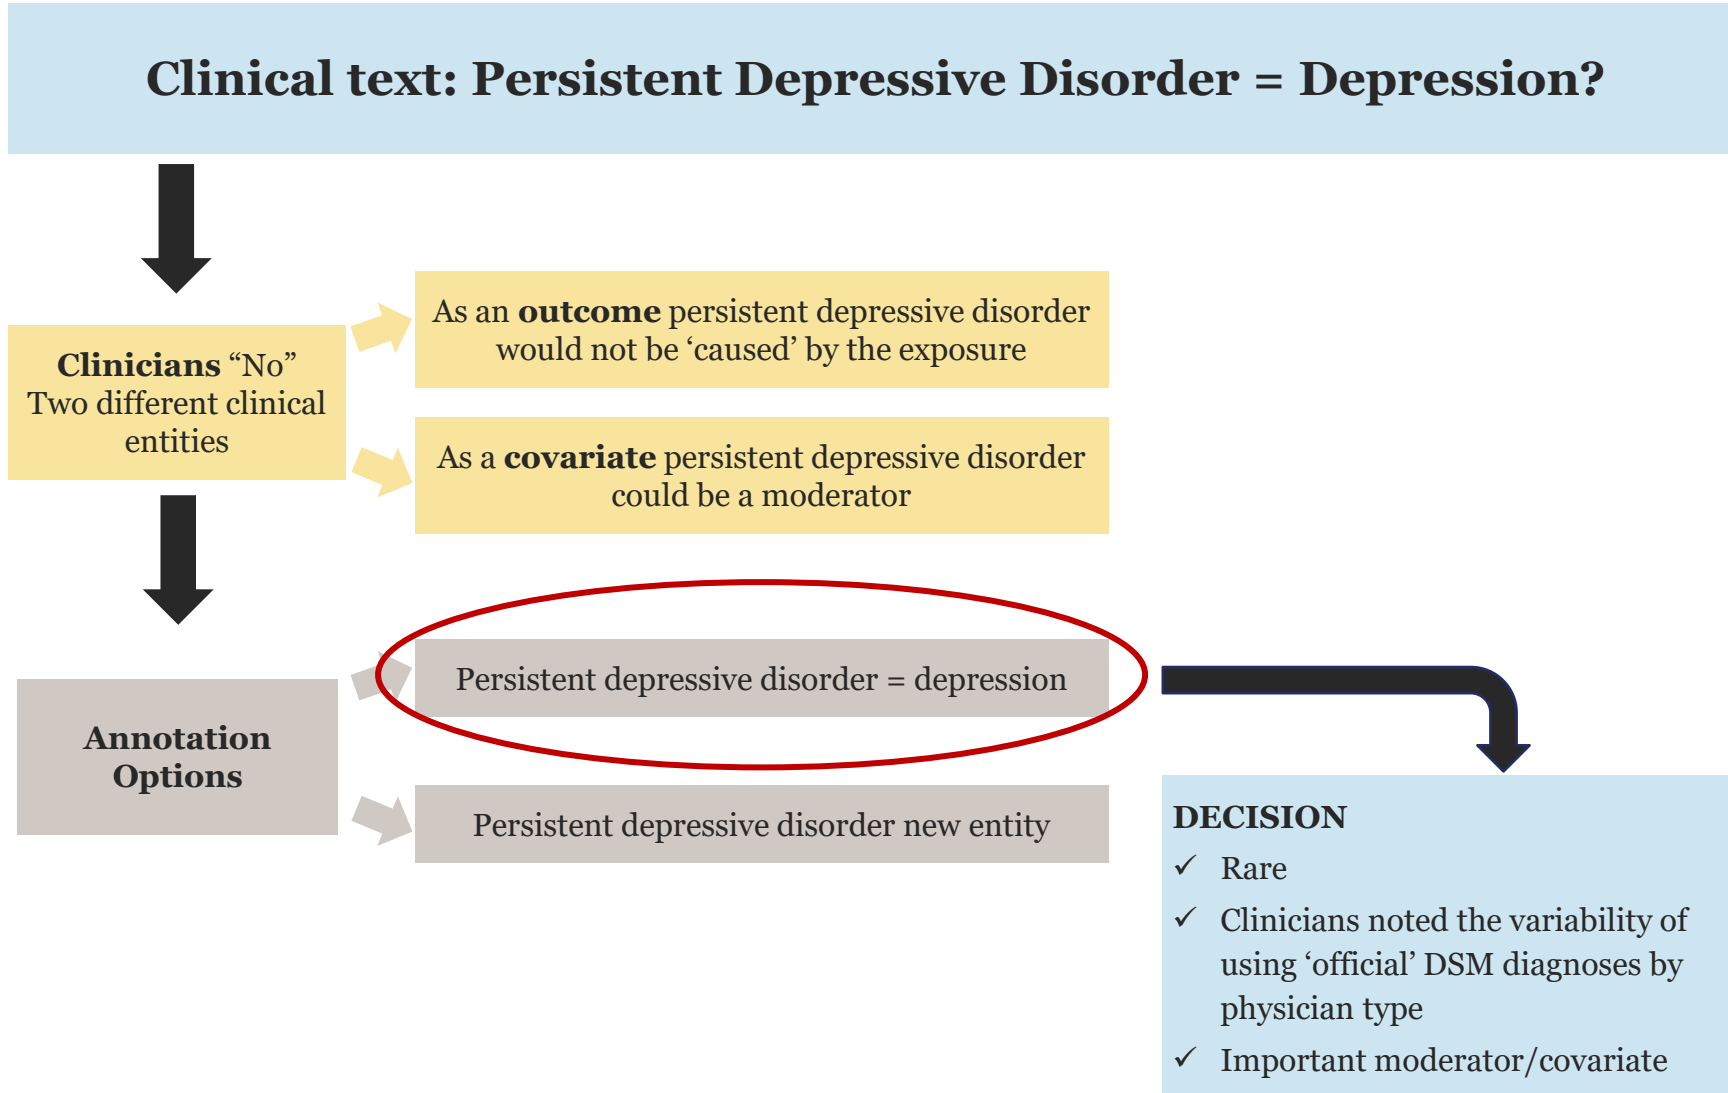 Clinical text: Persistent Depressive Disorder = Depression?
Clinicians “No”
Two different clinical
entities
As an outcome persistent depressive disorder
would not be ‘caused’ by the exposure
As a covariate persistent depressive disorder
could be a moderator
Annotation
Options
Persistent depressive disorder = depression
Persistent depressive disorder new entity
DECISION
✓ Rare
✓ Clinicians noted the variability of
using ‘official’ DSM diagnoses by
physician type
✓ Important moderator/covariate